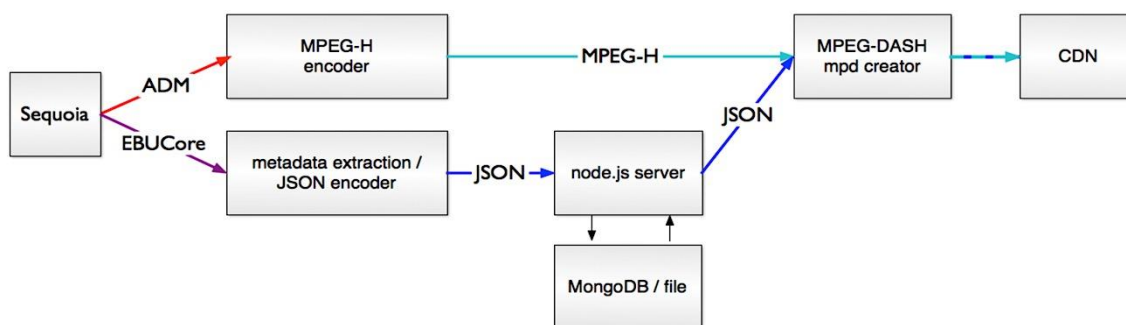 MPEG-H
encoder
MPEG-H
MPEG-DASH
mpd creator
CDN
ADM
Sequoia
EBUCore
JSON
metadata extraction /
JSON encoder
JSON
node.js server
MongoDB / file